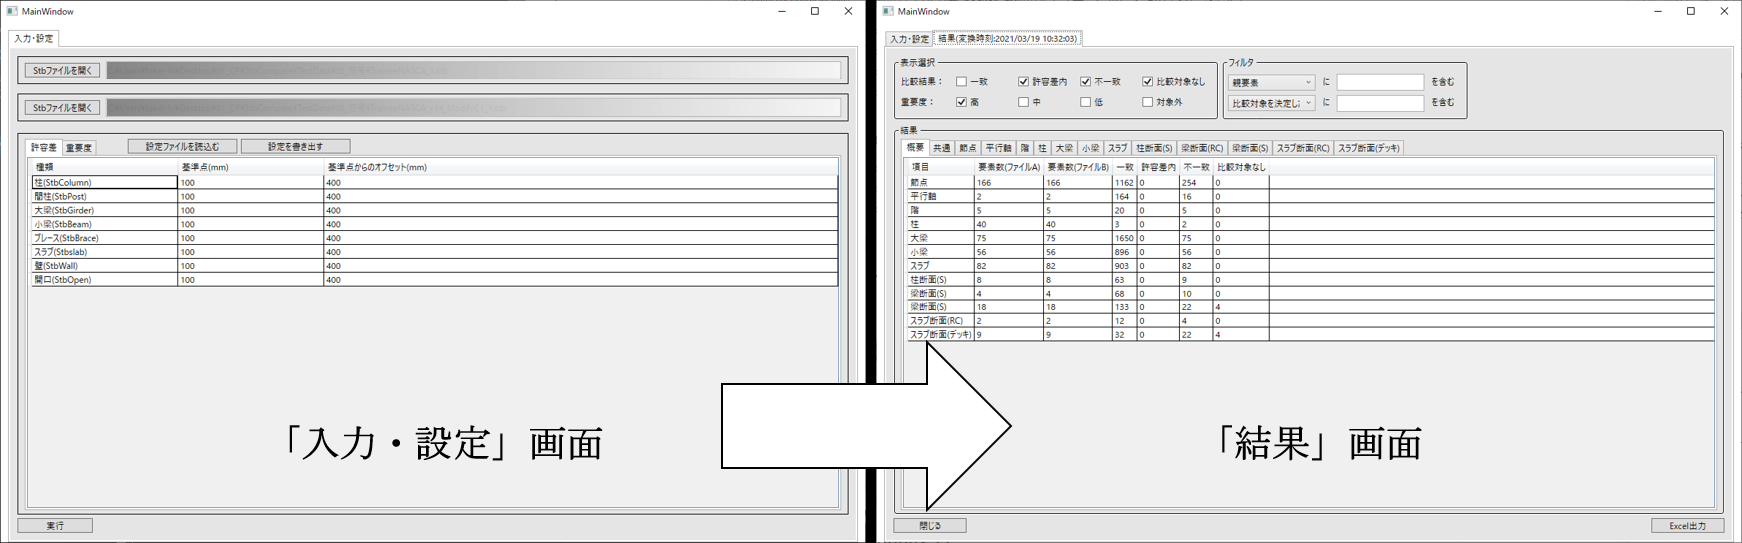 MainWindow
入力・設定
Stbファイルを開く
Stbファイルを開く
許容差 重要度 設定ファイルを読込む 設定を書き出す
種類 基準点(mm) 基準点からのオフセット(mm)
柱(StbColumn) 100 400
間柱(StbPost) 100 400
大梁(StbGirder) 100 400
小梁(StbBeam) 100 400
ブレース(StbBrace) 100 400
スラブ(Stbslab) 100 400
壁(StbWall) 100 400
開口(StbOpen) 100 400
「入力・設定」画面
実行
MainWindow
入力・設定 結果(変換時刻:2021/03/19 10:32:03)
表示選択
比較結果： 一致 許容差内 不一致 比較対象なし
重要度： 高 中 低 対象外
フィルタ
親要素 に を含む
比較対象を決定し に を含む
結果
概要 共通 節点 平行軸 階 柱 大梁 小梁 スラブ 柱断面(S) 梁断面(RC) 梁断面(S) スラブ断面(RC) スラブ断面(デッキ)
項目 要素数(ファイルA) 要素数(ファイルB) 一致 許容差内 不一致 比較対象なし
節点 166 166 1162 0 254 0
平行軸 2 2 164 0 16 0
階 5 5 20 0 5 0
柱 40 40 3 0 2 0
大梁 75 75 1650 0 75 0
小梁 56 56 896 0 56 0
スラブ 82 82 903 0 82 0
柱断面(S) 8 8 63 0 9 0
梁断面(S) 4 4 68 0 10 0
梁断面(S) 18 18 133 0 22 4
スラブ断面(RC) 2 2 12 0 4 0
スラブ断面(デッキ) 9 9 32 0 22 4
「結果」画面
閉じる Excel出力